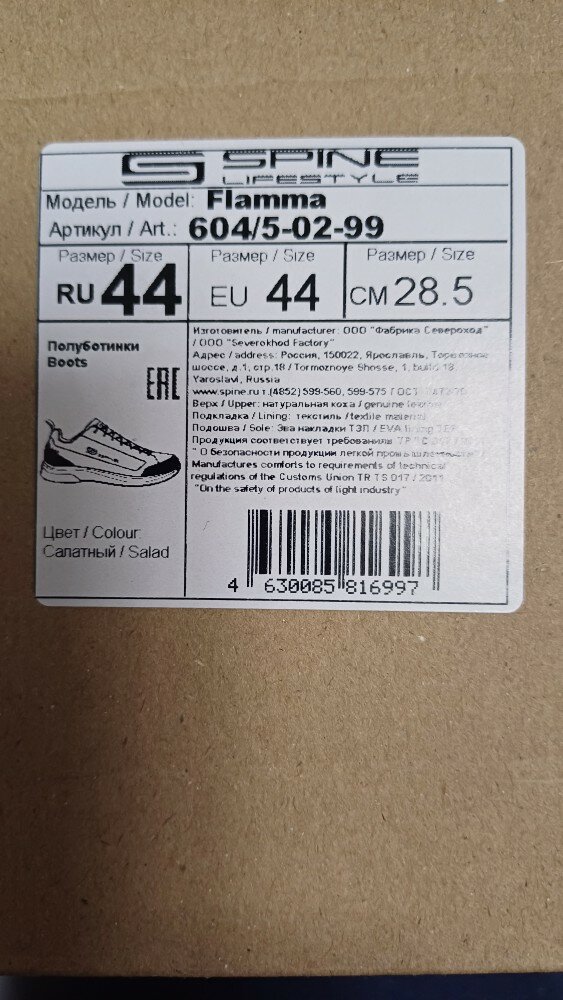 SPINE
LIFESTYLE
Модель / Model: Flamma
Артикул / Art.: 604/5-02-99
Размер / Size
RU 44
Размер / Size
EU 44
Размер / Size
CM 28.5
Полуботинки
Boots
EAC
Цвет / Colour:
Салатный / Salad
Изготовитель / manufacturer: ООО "Фабрика Североход"
/ ООО "Severokhod Factory"
Адрес / address: Россия, 150022, Ярославль, Тормозное
шоссе, д.1, стр.18 / Tormoznoye Shosse, 1, build.18,
Yaroslavl, Russia
www.spine.ru т.(4852) 599-560, 599-575 ГОСТ
Верх / Upper: натуральная кожа / genuine leather
Подкладка / Lining: текстиль /textile material
Подошва / Sole: Эва накладки ТЭП / EVA
Продукция соответствует требованиям ТР
" О безопасности продукции легкой промышленности"
Manufactures comforts to requirements of technical
regulations of the Customs Union TR TS 017 / 2011
"On the safety of products of light industry"
4 630085 816997